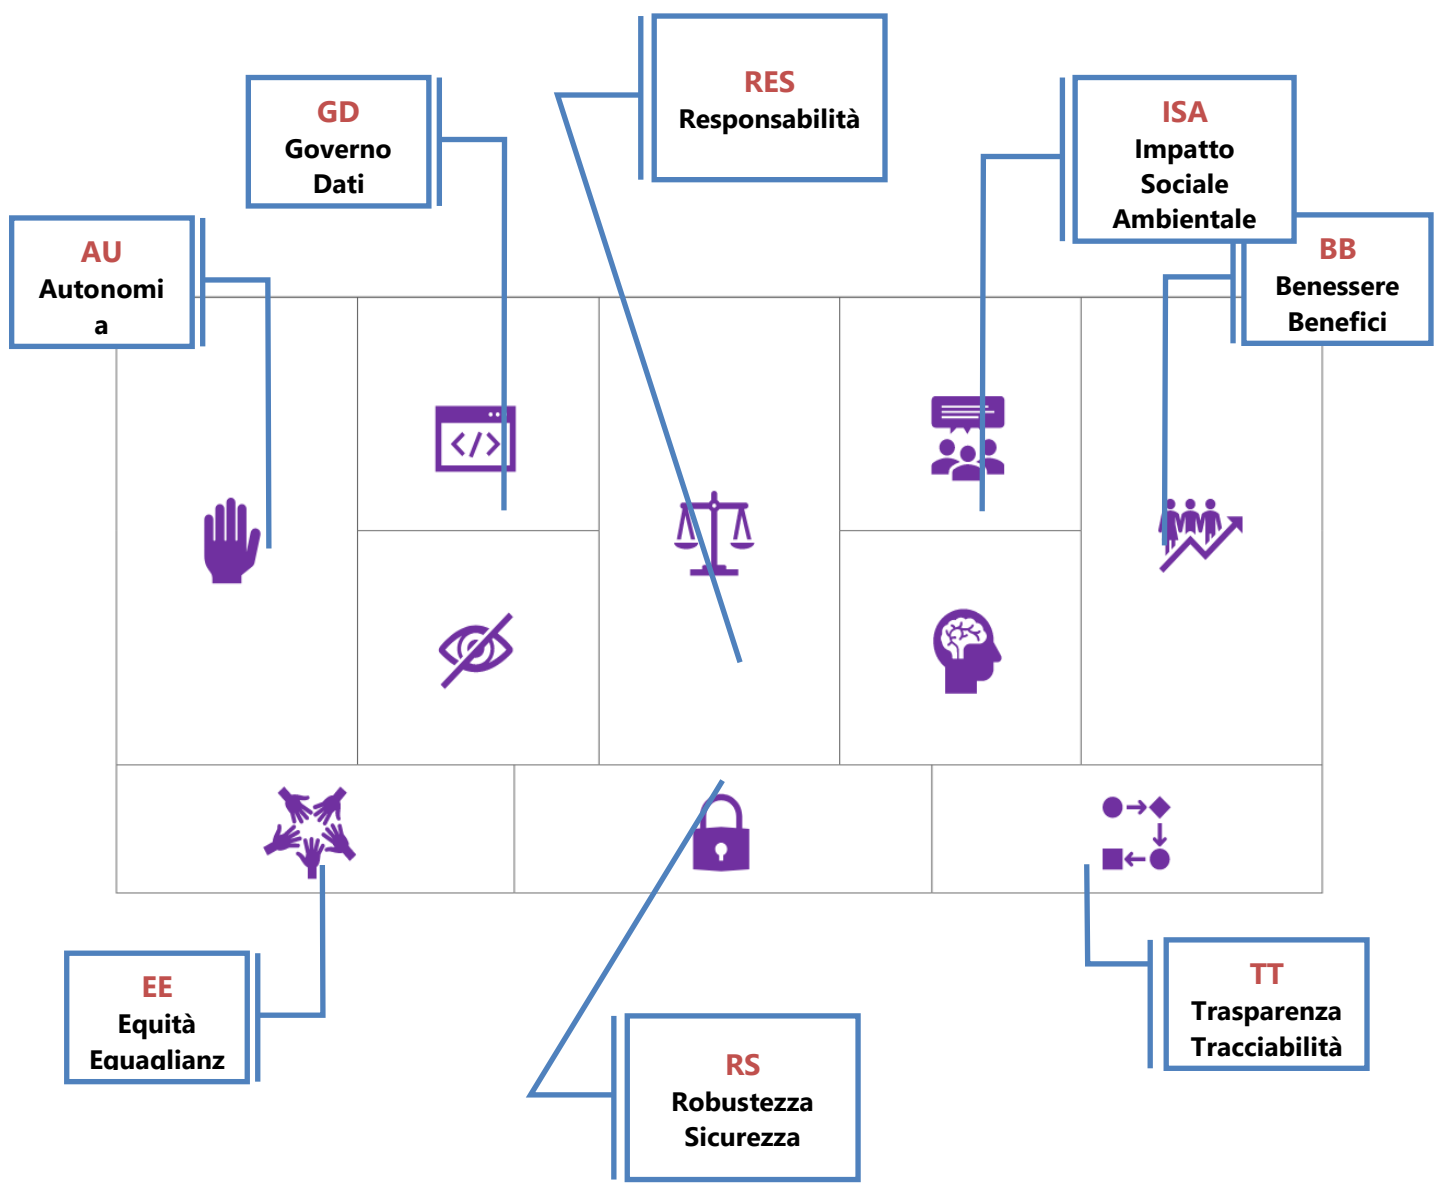 RES
Responsabilità
GD
Governo
Dati
ISA
Impatto
Sociale
Ambientale
AU
Autonomi
a
BB
Benessere
Benefici
</>
EE
Equità
Eguaglianz
TT
Trasparenza
Tracciabilità
RS
Robustezza
Sicurezza